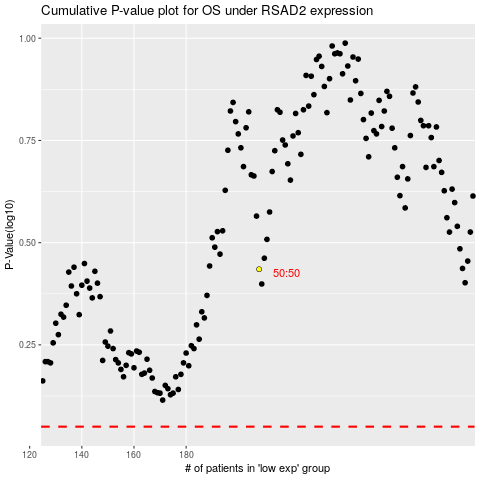 Cumulative P-value plot for OS under RSAD2 expression
1.00
0.75
0.50
0.25
P-Value(log10)
50:50
120 140 160 180
# of patients in 'low exp' group